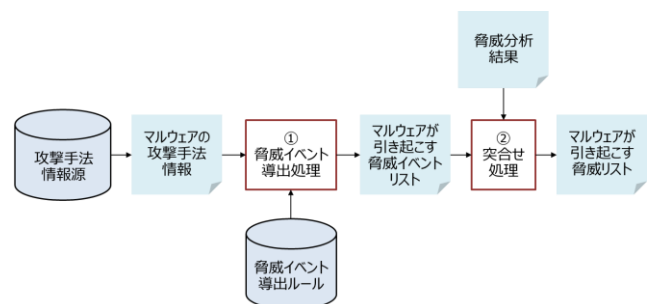 脅威分析
結果
攻撃手法
情報源
マルウェアの
攻撃手法
情報
①
脅威イベント
導出処理
マルウェアが
引き起こす
脅威イベント
リスト
②
突合せ
処理
マルウェアが
引き起こす
脅威リスト
脅威イベント
導出ルール